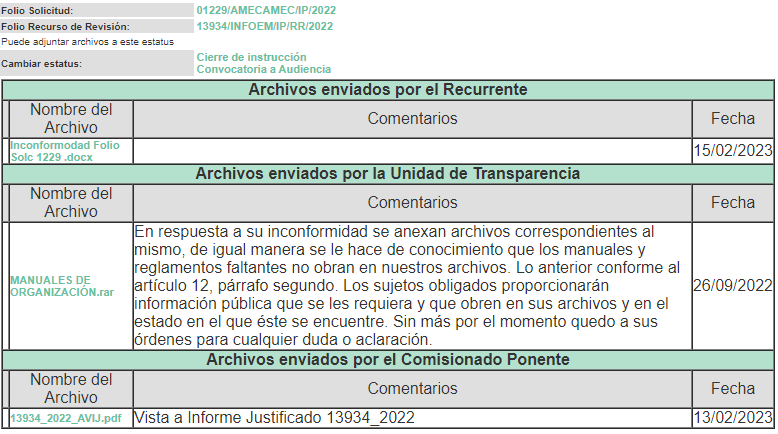 Folio Solicitud: 01229/AMECAMEC/IP/2022
Folio Recurso de Revisión: 13934/INFOEM/IP/RR/2022
Puede adjuntar archivos a este estatus
Cambiar estatus: Cierre de instrucción
Convocatoria a Audiencia
Archivos enviados por el Recurrente
Nombre del Archivo Comentarios Fecha
Inconformodad Folio
Solc 1229 .docx 15/02/2023
Archivos enviados por la Unidad de Transparencia
Nombre del Archivo Comentarios Fecha
MANUALES DE
ORGANIZACIÓN.rar
En respuesta a su inconformidad se anexan archivos correspondientes al
mismo, de igual manera se le hace de conocimiento que los manuales y
reglamentos faltantes no obran en nuestros archivos. Lo anterior conforme al
artículo 12, párrafo segundo. Los sujetos obligados proporcionarán
información pública que se les requiera y que obren en sus archivos y en el
estado en el que éste se encuentre. Sin más por el momento quedo a sus
órdenes para cualquier duda o aclaración.
26/09/2022
Archivos enviados por el Comisionado Ponente
Nombre del Archivo Comentarios Fecha
13934_2022_AVIJ.pdf Vista a Informe Justificado 13934_2022 13/02/2023